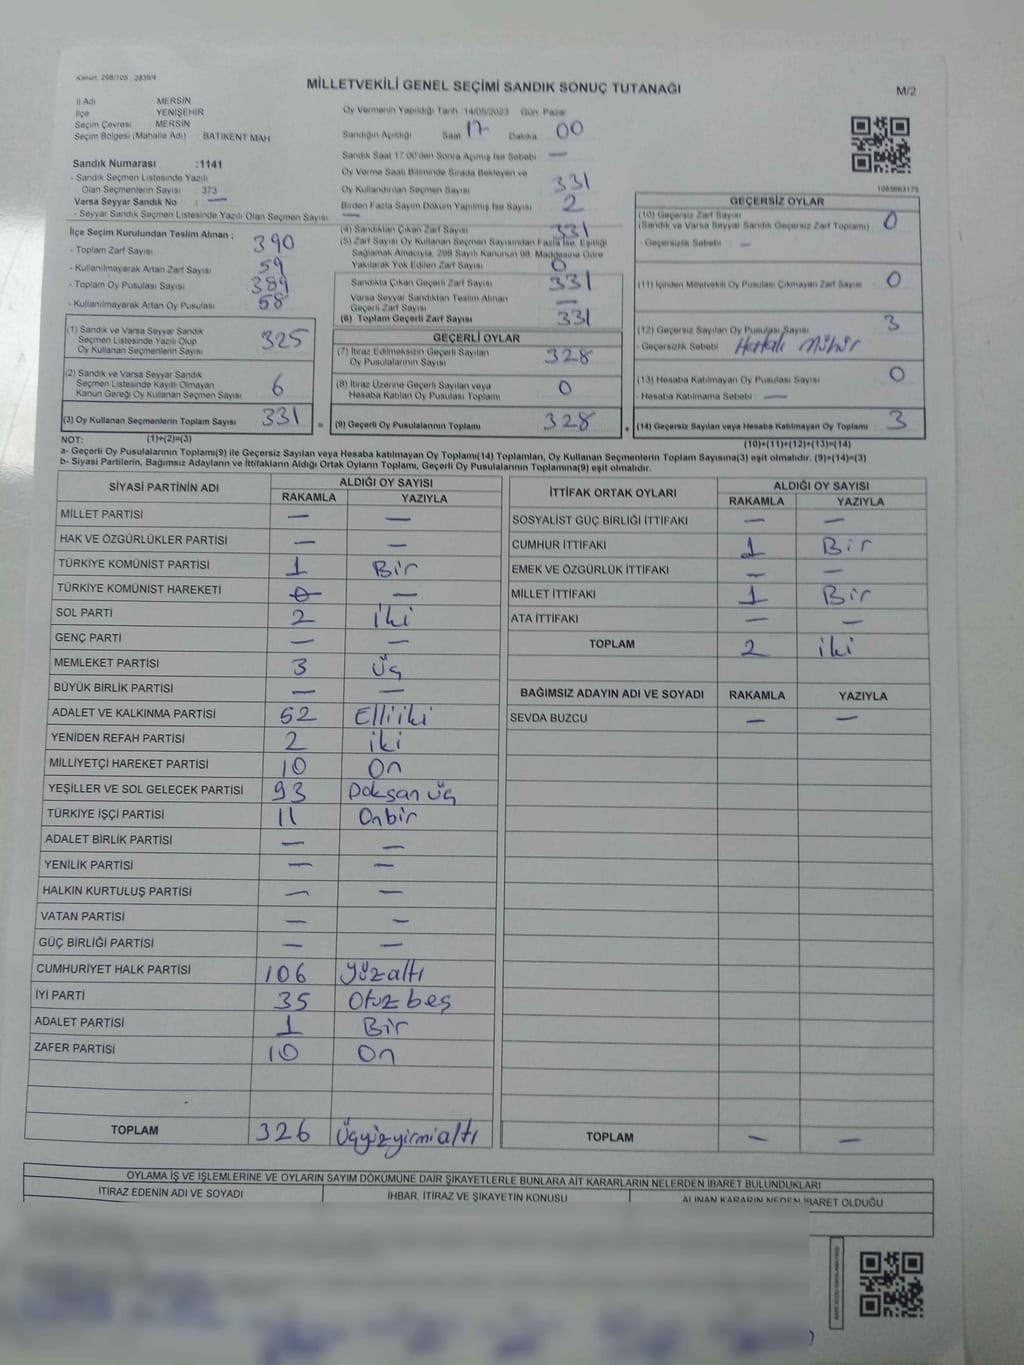 Kanun: 298/105 , 2839/4
MİLLETVEKİLİ GENEL SEÇİMİ SANDIK SONUÇ TUTANAĞI
M/2
İl Adı MERSİN
İlçe YENİŞEHİR
Seçim Çevresi MERSİN
Seçim Bölgesi (Mahalle Adı) BATIKENT MAH
Oy Vermenin Yapıldığı Tarih 14/05/2023 Gün Pazar
Sandığın Açıldığı Saat 17 Dakika 00
Sandık Saat 17:00'den Sonra Açılmış İse Sebebi —
Sandık Numarası :1141
- Sandık Seçmen Listesinde Yazılı
Olan Seçmenlerin Sayısı 373
Varsa Seyyar Sandık No : —
- Seyyar Sandık Seçmen Listesinde Yazılı Olan Seçmen Sayısı —
Oy Verme Saati Bitiminde Sırada Bekleyen ve
Oy Kullandırılan Seçmen Sayısı 331
Birden Fazla Sayım Döküm Yapılmış İse Sayısı 2
1083863175
İlçe Seçim Kurulundan Teslim Alınan ;
- Toplam Zarf Sayısı 390
- Kullanılmayarak Artan Zarf Sayısı 59
- Toplam Oy Pusulası Sayısı 389
- Kullanılmayarak Artan Oy Pusulası 58
(4) Sandıktan Çıkan Zarf Sayısı 331
(5) Zarf Sayısı Oy Kullanan Seçmen Sayısından Fazla İse, Eşitliği
Sağlamak Amacıyla, 298 Sayılı Kanunun 98. Maddesine Göre
Yakılarak Yok Edilen Zarf Sayısı 0
Sandıkta Çıkan Geçerli Zarf Sayısı 331
Varsa Seyyar Sandıktan Teslim Alınan
Geçerli Zarf Sayısı —
(6) Toplam Geçerli Zarf Sayısı 331
GEÇERSİZ OYLAR
(10) Geçersiz Zarf Sayısı 0
(Sandık ve Varsa Seyyar Sandık Geçersiz Zarf Toplamı)
- Geçersizlik Sebebi : —
(11) İçinden Milletvekili Oy Pusulası Çıkmayan Zarf Sayısı 0
(12) Geçersiz Sayılan Oy Pusulası Sayısı 3
- Geçersizlik Sebebi : Hatalı Mühür
(13) Hesaba Katılmayan Oy Pusulası Sayısı 0
- Hesaba Katılmama Sebebi : —
(14) Geçersiz Sayılan veya Hesaba Katılmayan Oy Toplamı 3
(10)+(11)+(12)+(13)=(14)
(1) Sandık ve Varsa Seyyar Sandık
Seçmen Listesinde Yazılı Olup
Oy Kullanan Seçmenlerin Sayısı 325
(2) Sandık ve Varsa Seyyar Sandık
Seçmen Listesinde Kayıtlı Olmayan
Kanun Gereği Oy Kullanan Seçmen Sayısı 6
(3) Oy Kullanan Seçmenlerin Toplam Sayısı 331 =
GEÇERLİ OYLAR
(7) İtiraz Edilmeksizin Geçerli Sayılan
Oy Pusulalarının Sayısı 328
(8) İtiraz Üzerine Geçerli Sayılan veya
Hesaba Katılan Oy Pusulası Toplamı 0
(9) Geçerli Oy Pusulalarının Toplamı 328 +
NOT: (1)+(2)=(3)
a- Geçerli Oy Pusulalarının Toplamı(9) ile Geçersiz Sayılan veya Hesaba katılmayan Oy Toplamı(14) Toplamları, Oy Kullanan Seçmenlerin Toplam Sayısına(3) eşit olmalıdır. (9)+(14)=(3)
b- Siyasi Partilerin, Bağımsız Adayların ve İttifakların Aldığı Ortak Oyların Toplamı, Geçerli Oy Pusulalarının Toplamına(9) eşit olmalıdır.
SİYASİ PARTİNİN ADI ALDIĞI OY SAYISI
RAKAMLA YAZIYLA
MİLLET PARTİSİ — —
HAK VE ÖZGÜRLÜKLER PARTİSİ — —
TÜRKİYE KOMÜNİST PARTİSİ 1 Bir
TÜRKİYE KOMÜNİST HAREKETİ 0 —
SOL PARTİ 2 İki
GENÇ PARTİ — —
MEMLEKET PARTİSİ 3 üç
BÜYÜK BİRLİK PARTİSİ — —
ADALET VE KALKINMA PARTİSİ 52 Elliiki
YENİDEN REFAH PARTİSİ 2 iki
MİLLİYETÇİ HAREKET PARTİSİ 10 On
YEŞİLLER VE SOL GELECEK PARTİSİ 93 Doksan üç
TÜRKİYE İŞÇİ PARTİSİ 11 Onbir
ADALET BİRLİK PARTİSİ — —
YENİLİK PARTİSİ — —
HALKIN KURTULUŞ PARTİSİ — —
VATAN PARTİSİ — —
GÜÇ BİRLİĞİ PARTİSİ — —
CUMHURİYET HALK PARTİSİ 106 yüzaltı
İYİ PARTİ 35 Otuzbeş
ADALET PARTİSİ 1 Bir
ZAFER PARTİSİ 10 On
TOPLAM 326 üçyüzyirmialtı
İTTİFAK ORTAK OYLARI ALDIĞI OY SAYISI
RAKAMLA YAZIYLA
SOSYALİST GÜÇ BİRLİĞİ İTTİFAKI — —
CUMHUR İTTİFAKI 1 Bir
EMEK VE ÖZGÜRLÜK İTTİFAKI — —
MİLLET İTTİFAKI 1 Bir
ATA İTTİFAKI — —
TOPLAM 2 iki
BAĞIMSIZ ADAYIN ADI VE SOYADI RAKAMLA YAZIYLA
SEVDA BUZCU — —
TOPLAM — —
OYLAMA İŞ VE İŞLEMLERİNE VE OYLARIN SAYIM DÖKÜMÜNE DAİR ŞİKAYETLERLE BUNLARA AİT KARARLARIN NELERDEN İBARET BULUNDUKLARI
İTİRAZ EDENİN ADI VE SOYADI İHBAR, İTİRAZ VE ŞİKAYETİN KONUSU ALINAN KARARIN NEDEN İBARET OLDUĞU